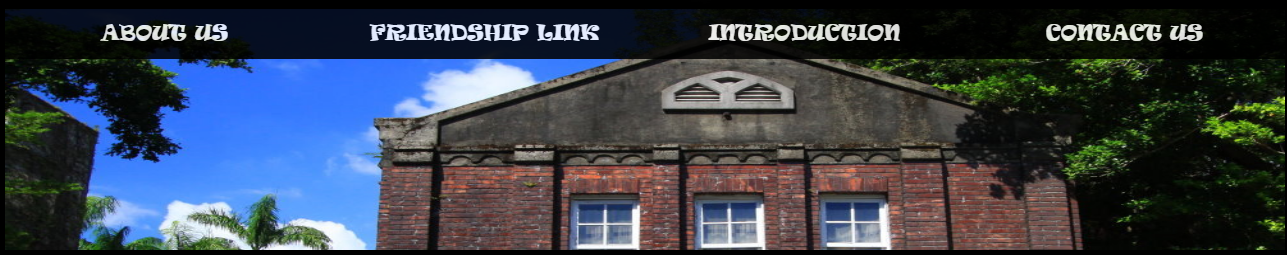 ABOUT US FRIENDSHIP LINK INTRODUCTION CONTACT US